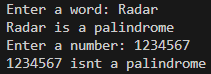 Enter a word: Radar
Radar is a palindrome
Enter a number: 1234567
1234567 isnt a palindrome